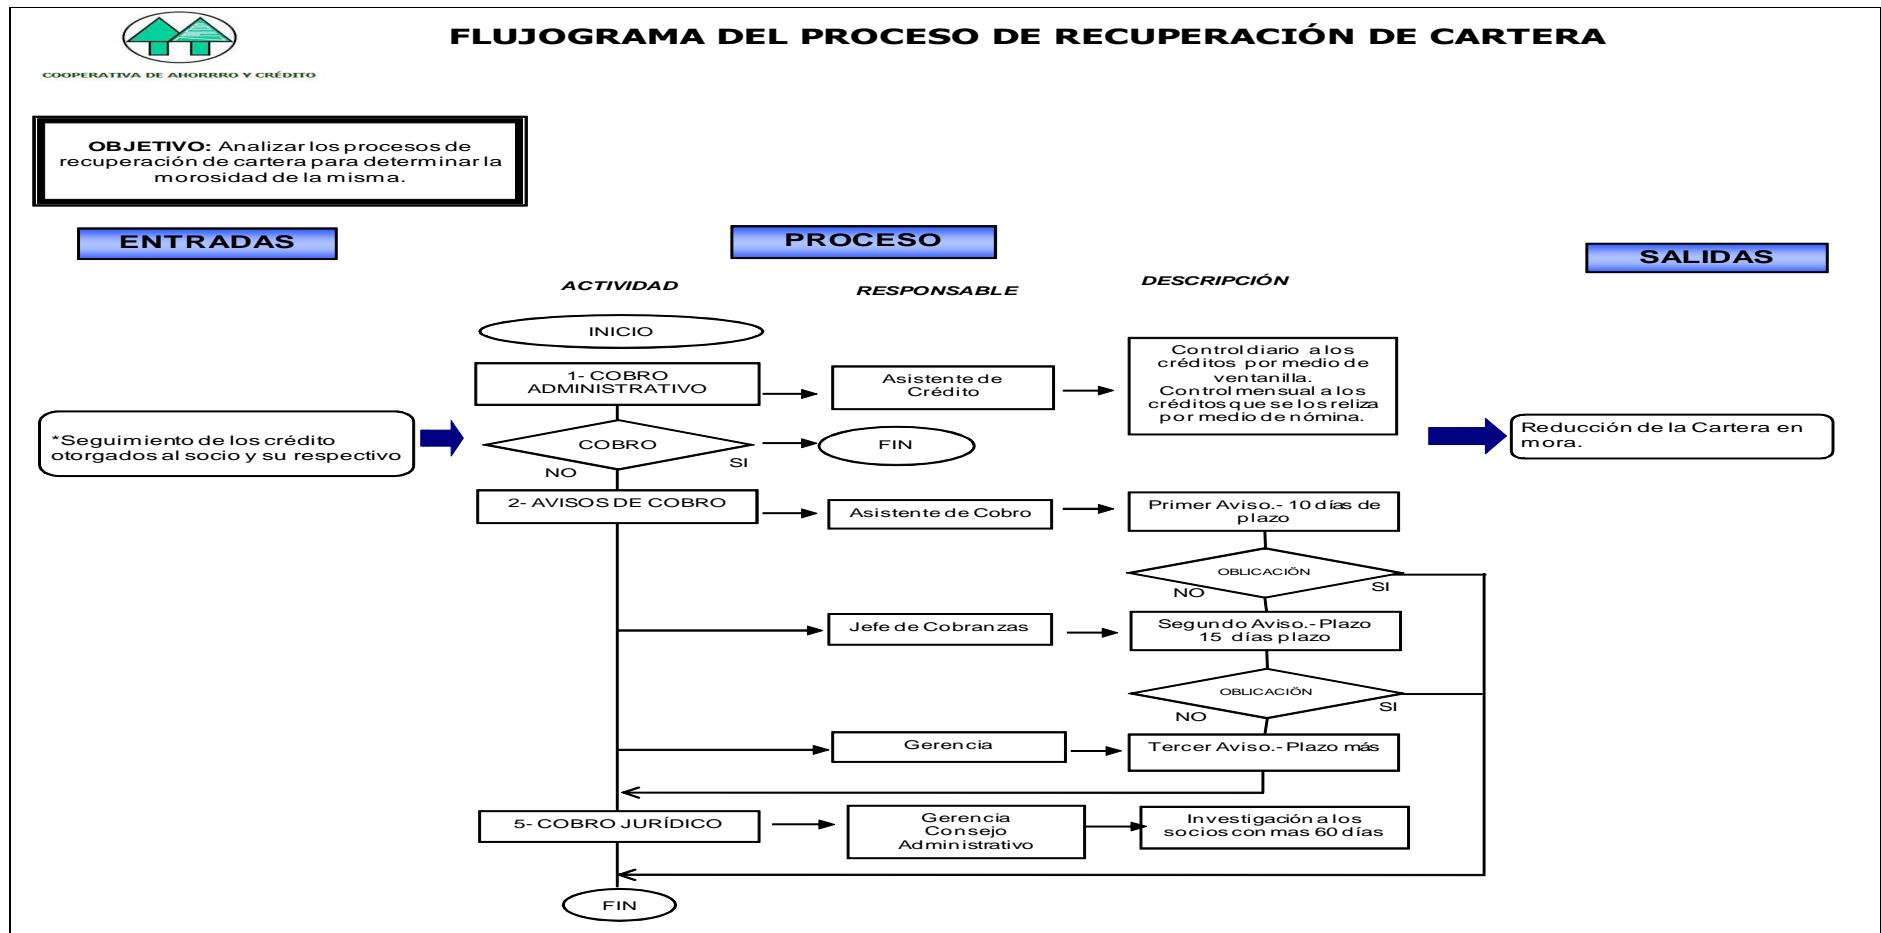 FLUJOGRAMA DEL PROCESO DE RECUPERACIÓN DE CARTERA
COOPERATIVA DE AHORRRO Y CRÉDITO
OBJETIVO: Analizar los procesos de
recuperación de cartera para determinar la
morosidad de la misma.
ENTRADAS
PROCESO
SALIDAS
ACTIVIDAD
RESPONSABLE
DESCRIPCIÓN
INICIO
1- COBRO
ADMINISTRATIVO
Asistente de
Crédito
Control diario a los
créditos por medio de
ventanilla.
Control mensual a los
créditos que se los reliza
por medio de nómina.
*Seguimiento de los crédito
otorgados al socio y su respectivo
COBRO
NO
SI
FIN
Reducción de la Cartera en
mora.
2- AVISOS DE COBRO
Asistente de Cobro
Primer Aviso.- 10 días de
plazo
OBLICACIÖN
NO
SI
Jefe de Cobranzas
Segundo Aviso.- Plazo
15 días plazo
OBLICACIÖN
NO
SI
Gerencia
Tercer Aviso.- Plazo más
5- COBRO JURÍDICO
Gerencia
Consejo
Administrativo
Investigación a los
socios con mas 60 días
FIN